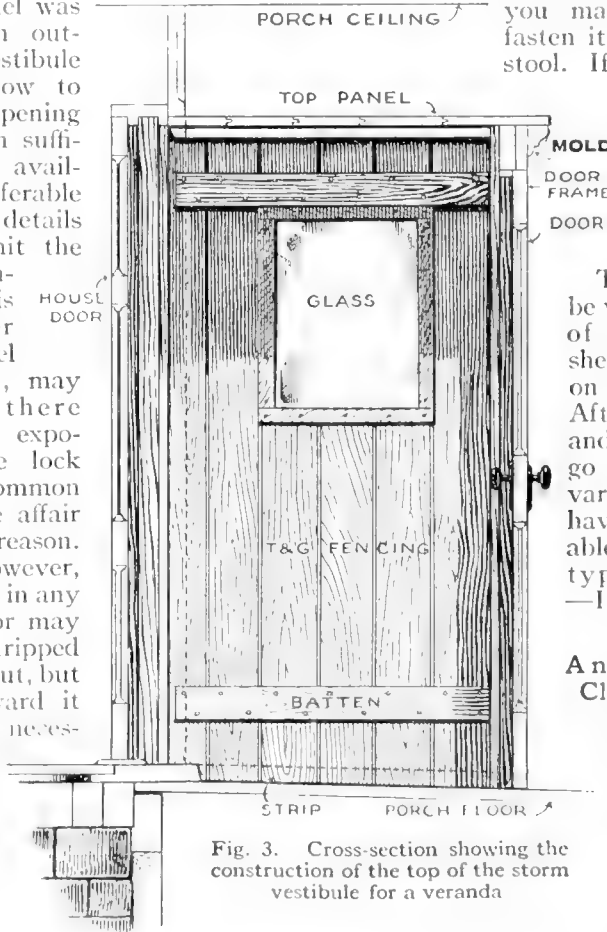 nel was
n out-
stibule
ow to
pening
n suffi-
avail-
ferable
details
nit the
n-
is
r
el
, may
there
expo-
e lock
ommon
e affair
reason.
owever,
in any
or may
ripped
ut, but
ard it
neces-
PORCH CEILING
TOP PANEL
MOLD
DOOR
FRAME
DOOR
HOUSE
DOOR
GLASS
T&G FENCING
BATTEN
STRIP
PORCH FLOOR
Fig. 3. Cross-section showing the
construction of the top of the storm
vestibule for a veranda
you ma
fasten it
stool. If
T
be v
of
she
on
Aft
and
go
var
hav
able
typ
—I
An
Cl